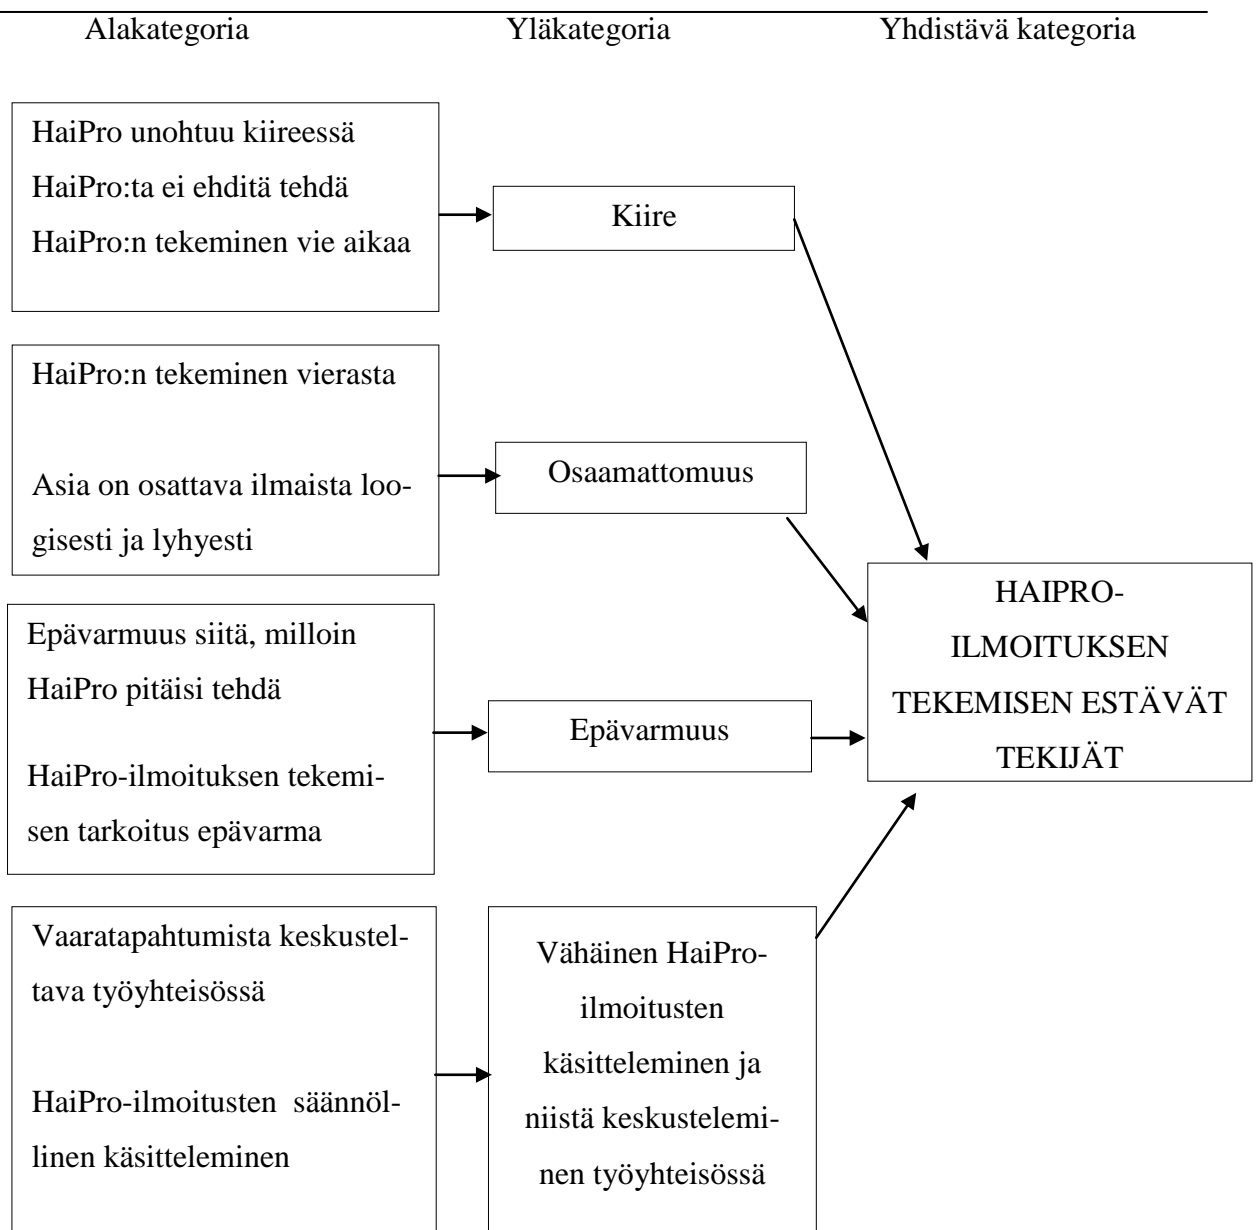 Alakategoria Yläkategoria Yhdistävä kategoria
HaiPro unohtuu kiireessä
HaiPro:ta ei ehditä tehdä
HaiPro:n tekeminen vie aikaa
Kiire
HaiPro:n tekeminen vierasta
Asia on osattava ilmaista loo-
gisesti ja lyhyesti
Osaamattomuus
Epävarmuus siitä, milloin
HaiPro pitäisi tehdä
HaiPro-ilmoituksen tekemi-
sen tarkoitus epävarma
Epävarmuus
Vaaratapahtumista keskustel-
tava työyhteisössä
HaiPro-ilmoitusten säännöl-
linen käsitteleminen
Vähäinen HaiPro-
ilmoitusten
käsitteleminen ja
niistä keskustelemi-
nen työyhteisössä
HAIPRO-
ILMOITUKSEN
TEKEMISEN ESTÄVÄT
TEKIJÄT